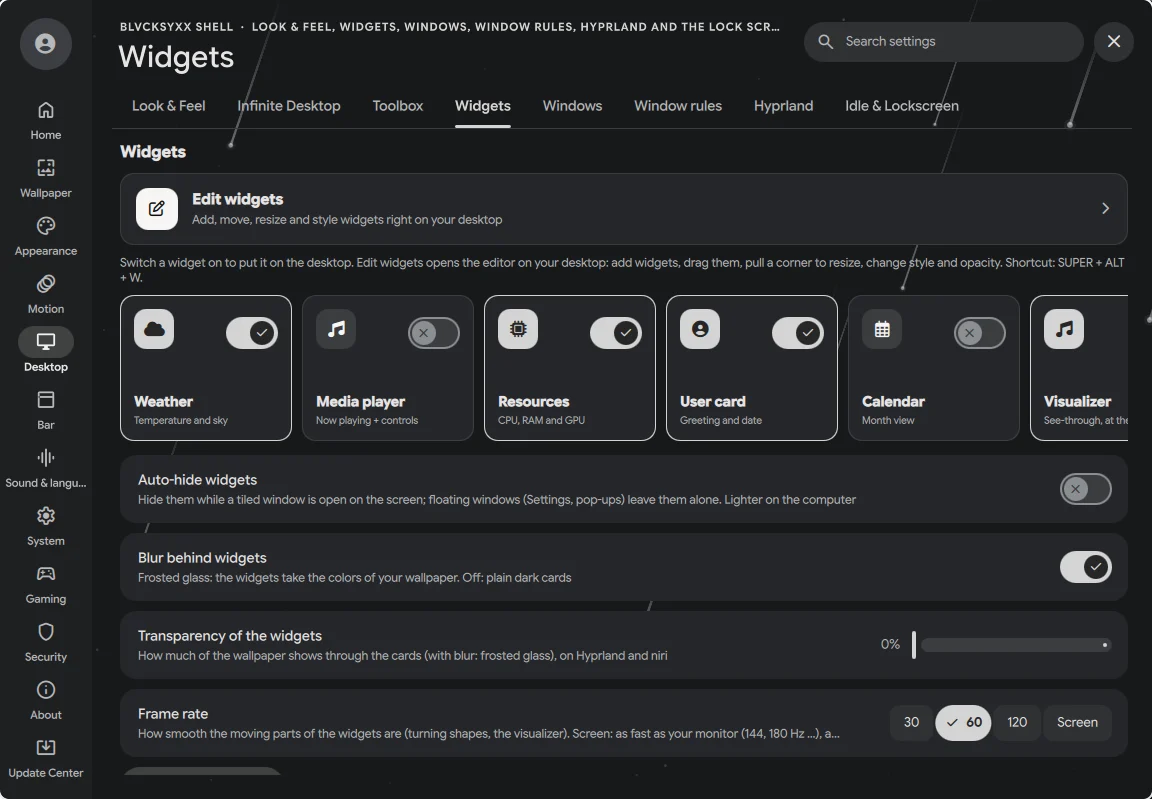 BLVCKSYXX SHELL · LOOK & FEEL, WIDGETS, WINDOWS, WINDOW RULES, HYPRLAND AND THE LOCK SCR...
Widgets
Search settings
Look & Feel
Infinite Desktop
Toolbox
Widgets
Windows
Window rules
Hyprland
Idle & Lockscreen
Home
Wallpaper
Appearance
Motion
Desktop
Bar
Sound & langu...
System
Gaming
Security
About
Update Center
Widgets
Edit widgets
Add, move, resize and style widgets right on your desktop
Switch a widget on to put it on the desktop. Edit widgets opens the editor on your desktop: add widgets, drag them, pull a corner to resize, change style and opacity. Shortcut: SUPER + ALT
+ W.
Weather
Temperature and sky
Media player
Now playing + controls
Resources
CPU, RAM and GPU
User card
Greeting and date
Calendar
Month view
Visualizer
See-through, at the
Auto-hide widgets
Hide them while a tiled window is open on the screen; floating windows (Settings, pop-ups) leave them alone. Lighter on the computer
Blur behind widgets
Frosted glass: the widgets take the colors of your wallpaper. Off: plain dark cards
Transparency of the widgets
How much of the wallpaper shows through the cards (with blur: frosted glass), on Hyprland and niri
0%
Frame rate
How smooth the moving parts of the widgets are (turning shapes, the visualizer). Screen: as fast as your monitor (144, 180 Hz ...), a...
30
60
120
Screen